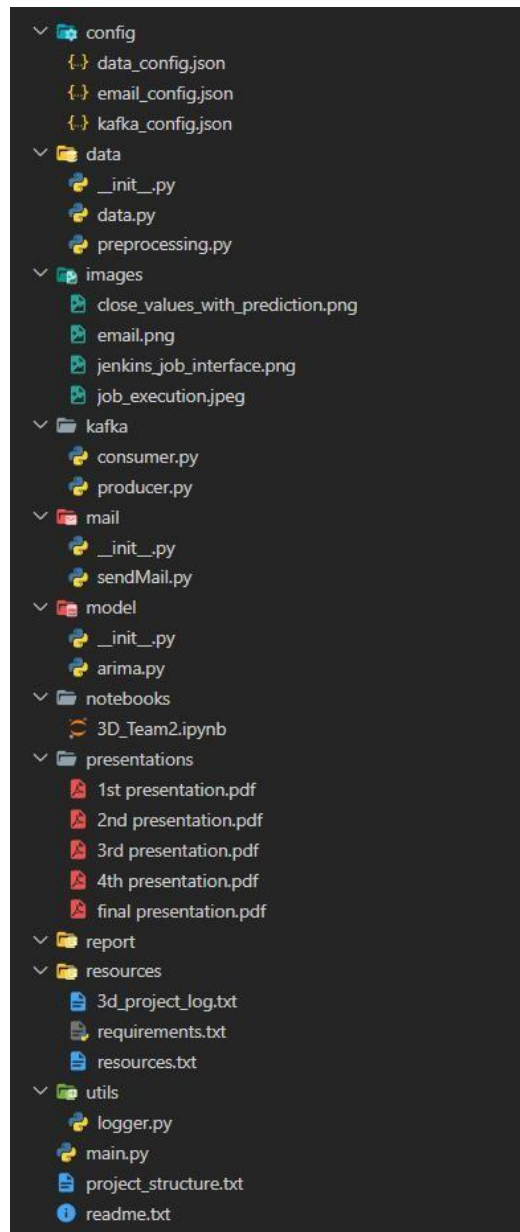 config
data_config.json
email_config.json
kafka_config.json
data
__init__.py
data.py
preprocessing.py
images
close_values_with_prediction.png
email.png
jenkins_job_interface.png
job_execution.jpeg
kafka
consumer.py
producer.py
mail
__init__.py
sendMail.py
model
__init__.py
arima.py
notebooks
3D_Team2.ipynb
presentations
1st presentation.pdf
2nd presentation.pdf
3rd presentation.pdf
4th presentation.pdf
final presentation.pdf
report
resources
3d_project_log.txt
requirements.txt
resources.txt
utils
logger.py
main.py
project_structure.txt
readme.txt